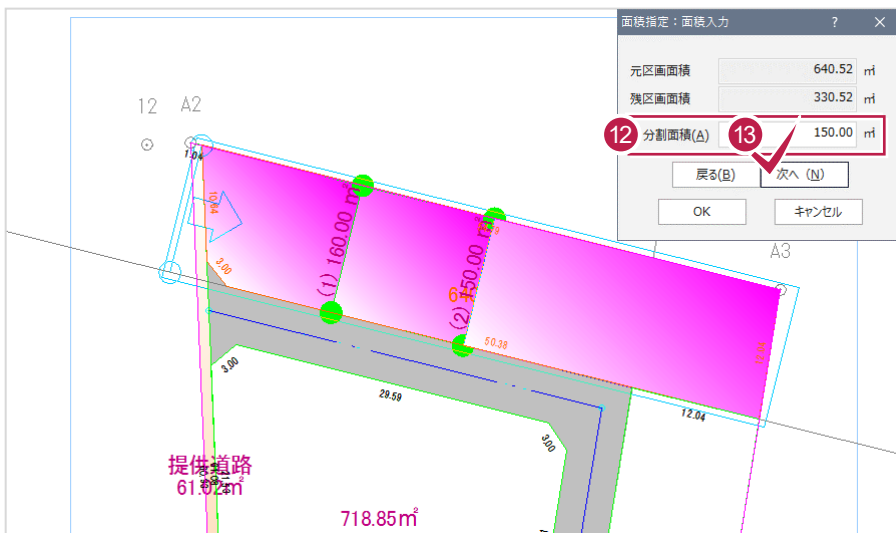 面積指定：面積入力 ? ×
元区画面積 640.52 ㎡
残区画面積 330.52 ㎡
12 分割面積(A) 13 150.00 ㎡
戻る(B) 次へ (N)
OK キャンセル
12 A2
1.04
10.64
3.00
(1) 160.00 ㎡
(2) 150.00 ㎡
64
50.38
A3
12.04
3.00
29.59
3.00
提供道路
61.02㎡
718.85㎡